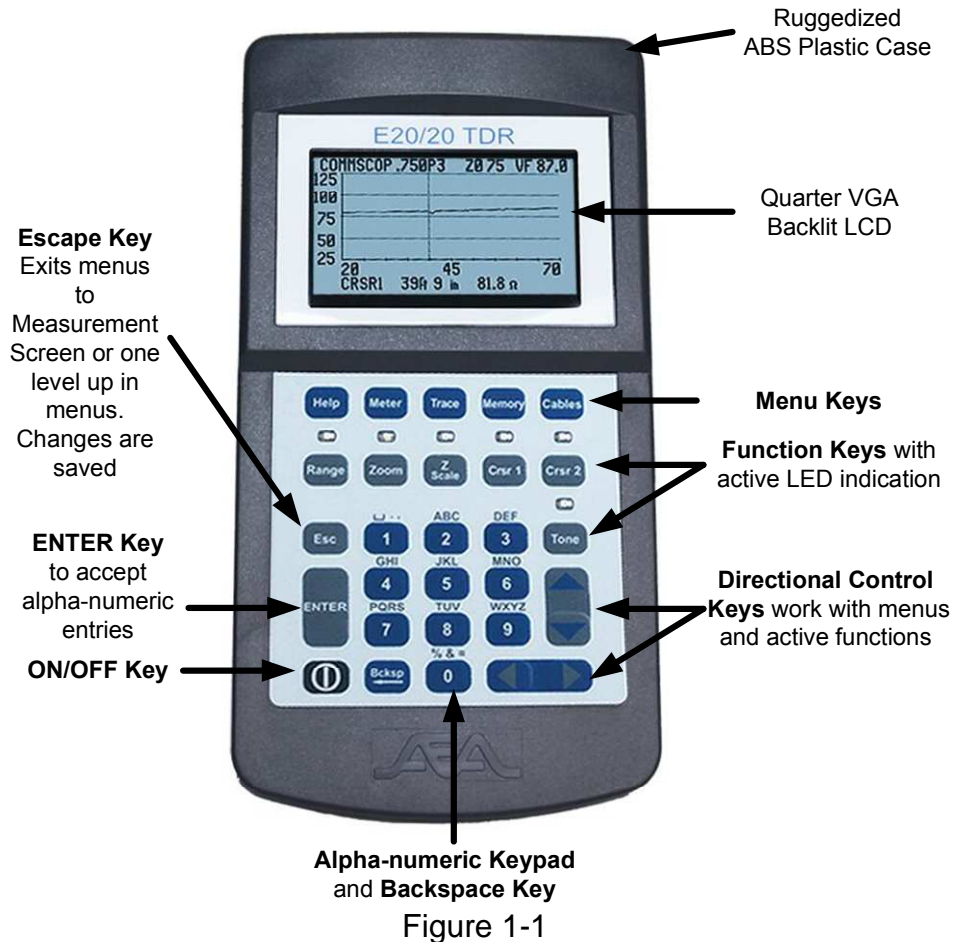 Ruggedized
ABS Plastic Case
E20/20 TDR
COMMSCOP .750P3 Z0 75 VF 87.0
125
100
75
50
25
20 45 70
CRSR1 39ft 9 in 81.8 Ω
Quarter VGA
Backlit LCD
Escape Key
Exits menus
to
Measurement
Screen or one
level up in
menus.
Changes are
saved
Help Meter Trace Memory Cables
Menu Keys
Range Zoom Z Scale Crsr 1 Crsr 2
Function Keys with
active LED indication
ABC DEF
Esc 1 2 3 Tone
GHI JKL MNO
ENTER 4 5 6
PQRS TUV WXYZ
7 8 9
% & =
Bcksp 0
ENTER Key
to accept
alpha-numeric
entries
Directional Control
Keys work with menus
and active functions
ON/OFF Key
AEA
Alpha-numeric Keypad
and Backspace Key
Figure 1-1